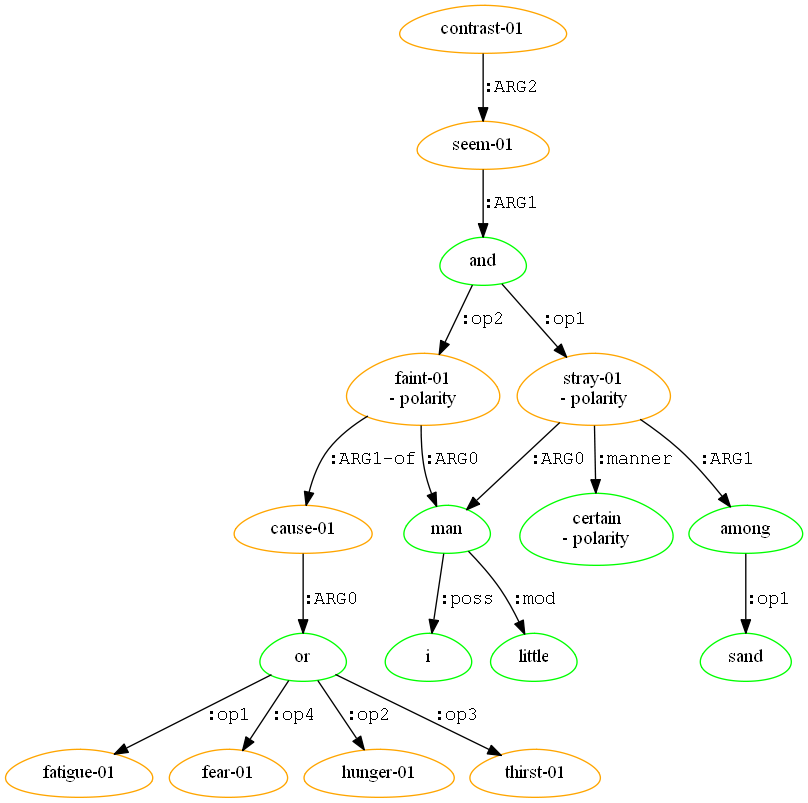 contrast-01
:ARG2
seem-01
:ARG1
and
:op2
:op1
faint-01
- polarity
stray-01
- polarity
:ARG1-of
:ARG0
:ARG0
:manner
:ARG1
cause-01
man
certain
- polarity
among
:ARG0
:poss
:mod
:op1
or
i
little
sand
:op1
:op4
:op2
:op3
fatigue-01
fear-01
hunger-01
thirst-01